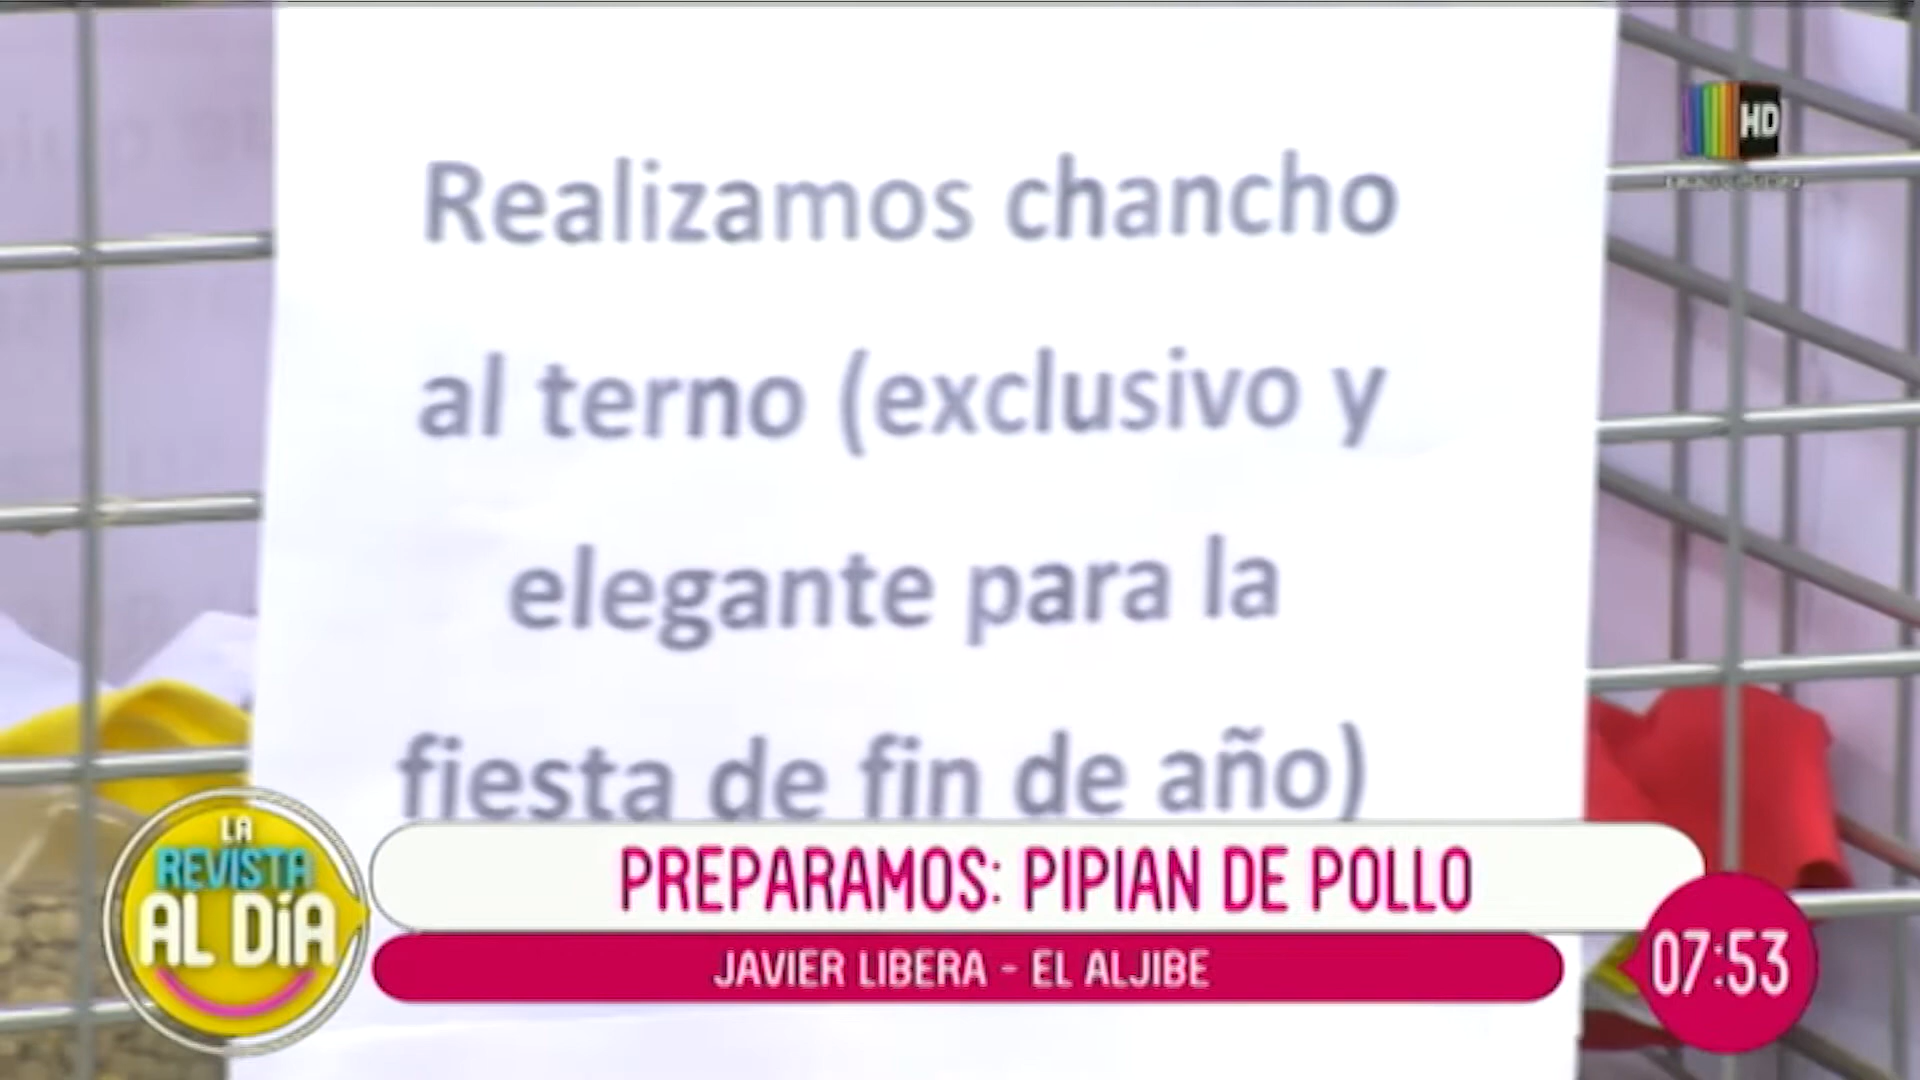 HD
Realizamos chancho
al terno (exclusivo y
elegante para la
fiesta de fin de año)
LA
REVISTA
AL DÍA
PREPARAMOS: PIPIAN DE POLLO
JAVIER LIBERA - EL ALJIBE
07:53